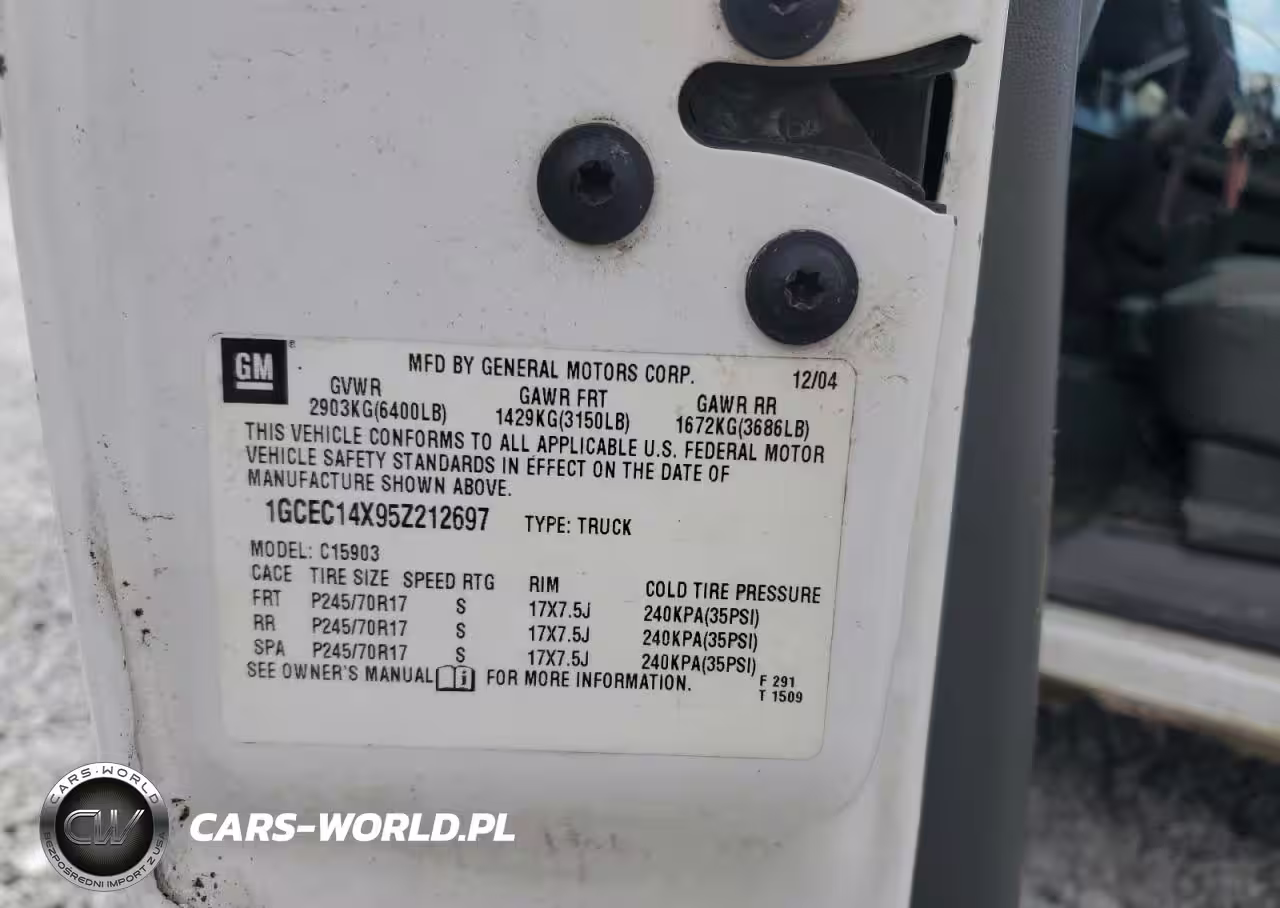 GM ®
MFD BY GENERAL MOTORS CORP. 12/04
GVWR GAWR FRT GAWR RR
2903KG(6400LB) 1429KG(3150LB) 1672KG(3686LB)
THIS VEHICLE CONFORMS TO ALL APPLICABLE U.S. FEDERAL MOTOR
VEHICLE SAFETY STANDARDS IN EFFECT ON THE DATE OF
MANUFACTURE SHOWN ABOVE.
1GCEC14X95Z212697 TYPE: TRUCK
MODEL: C15903
CACE TIRE SIZE SPEED RTG RIM COLD TIRE PRESSURE
FRT P245/70R17 S 17X7.5J 240KPA(35PSI)
RR P245/70R17 S 17X7.5J 240KPA(35PSI)
SPA P245/70R17 S 17X7.5J 240KPA(35PSI)
SEE OWNER'S MANUAL FOR MORE INFORMATION.
F 291
T 1509
CARS-WORLD
CW
BEZPOŚREDNI IMPORT Z USA
CARS-WORLD.PL